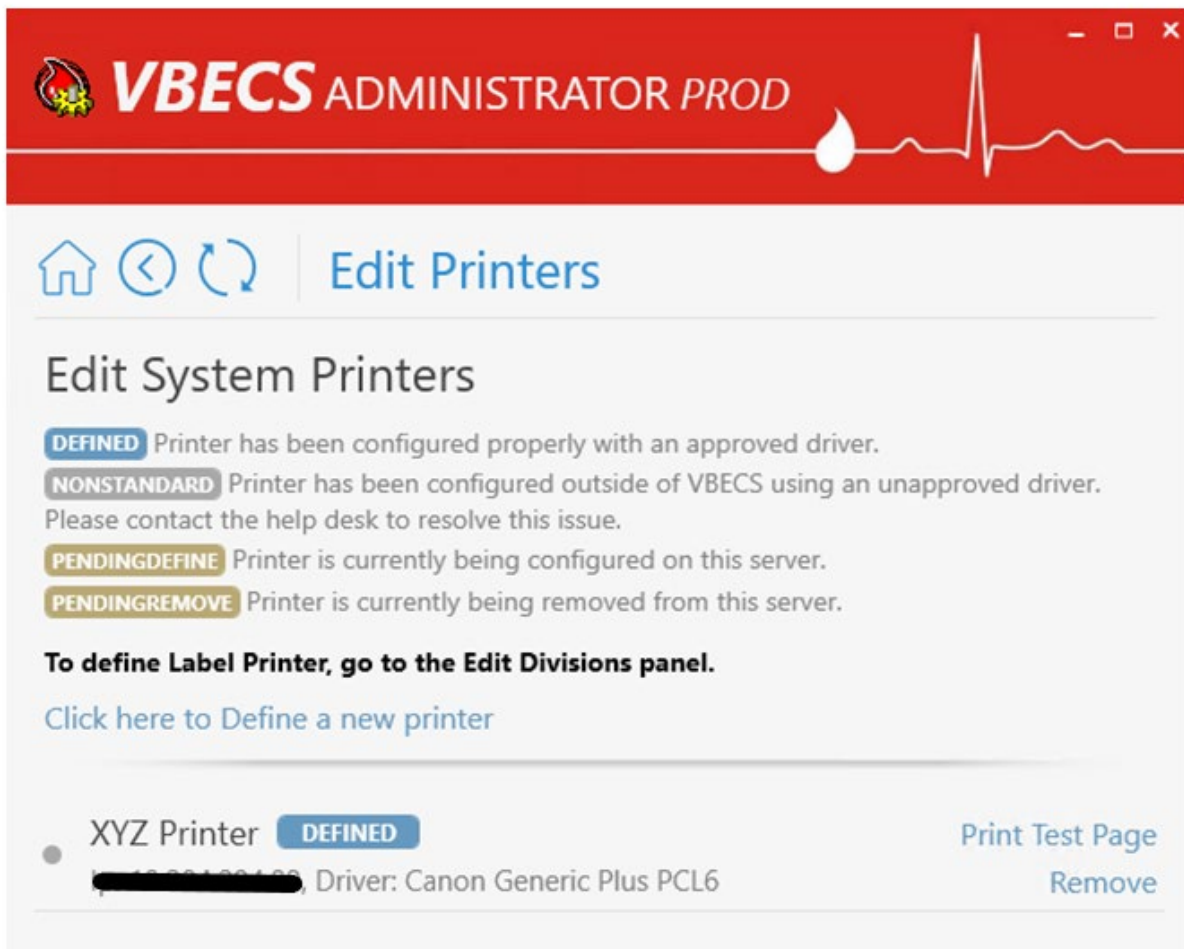 VBECS ADMINISTRATOR PROD
Edit Printers
Edit System Printers
DEFINED Printer has been configured properly with an approved driver.
NONSTANDARD Printer has been configured outside of VBECS using an unapproved driver.
Please contact the help desk to resolve this issue.
PENDINGDEFINE Printer is currently being configured on this server.
PENDINGREMOVE Printer is currently being removed from this server.
To define Label Printer, go to the Edit Divisions panel.
Click here to Define a new printer
XYZ Printer DEFINED
Print Test Page
, Driver: Canon Generic Plus PCL6
Remove